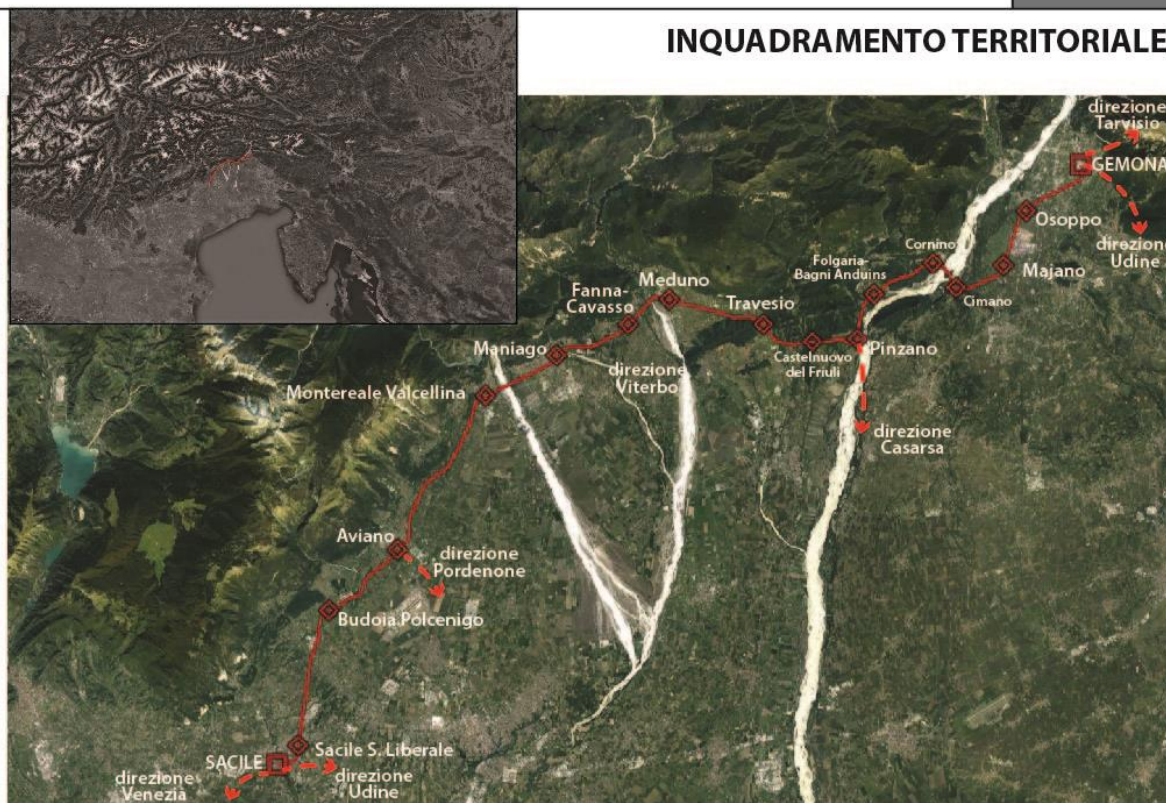 INQUADRAMENTO TERRITORIALE
direzione
Tarvisio
GEMONA
Osoppo
direzione
Udine
Cornino
Majano
Folgaria-
Bagni Anduins
Cimano
Meduno
Fanna-
Cavasso
Travesio
Maniago
Pinzano
Castelnuovo
del Friuli
direzione
Viterbo
Montereale Valcellina
direzione
Casarsa
Aviano
direzione
Pordenone
Budoia Polcenigo
Sacile S. Liberale
SACILE
direzione
Venezia
direzione
Udine